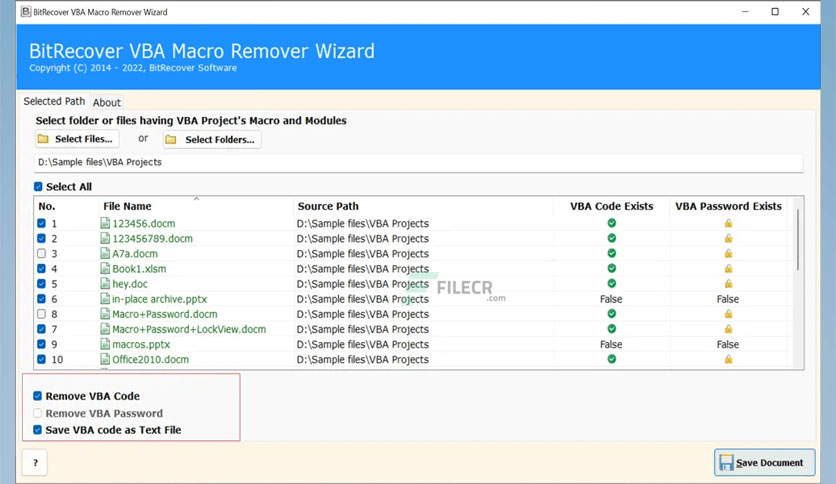 BitRecover VBA Macro Remover Wizard
BitRecover VBA Macro Remover Wizard
Copyright (C) 2014 - 2022, BitRecover Software
Selected Path About
Select folder or files having VBA Project's Macro and Modules
Select Files... or Select Folders...
D:\Sample files\VBA Projects
Select All
No. File Name Source Path VBA Code Exists VBA Password Exists
1 123456.docm D:\Sample files\VBA Projects
2 123456789.docm D:\Sample files\VBA Projects
3 A7a.docm D:\Sample files\VBA Projects
4 Book1.xlsm D:\Sample files\VBA Projects
5 hey.doc D:\Sample files\VBA Projects
6 in-place archive.pptx D:\Sample files\VBA Projects False False
8 Macro+Password.docm D:\Sample files\VBA Projects
7 Macro+Password+LockView.docm D:\Sample files\VBA Projects
9 macros.pptx D:\Sample files\VBA Projects False False
10 Office2010.docm D:\Sample files\VBA Projects
FILECR
.com
Remove VBA Code
Remove VBA Password
Save VBA code as Text File
? Save Document